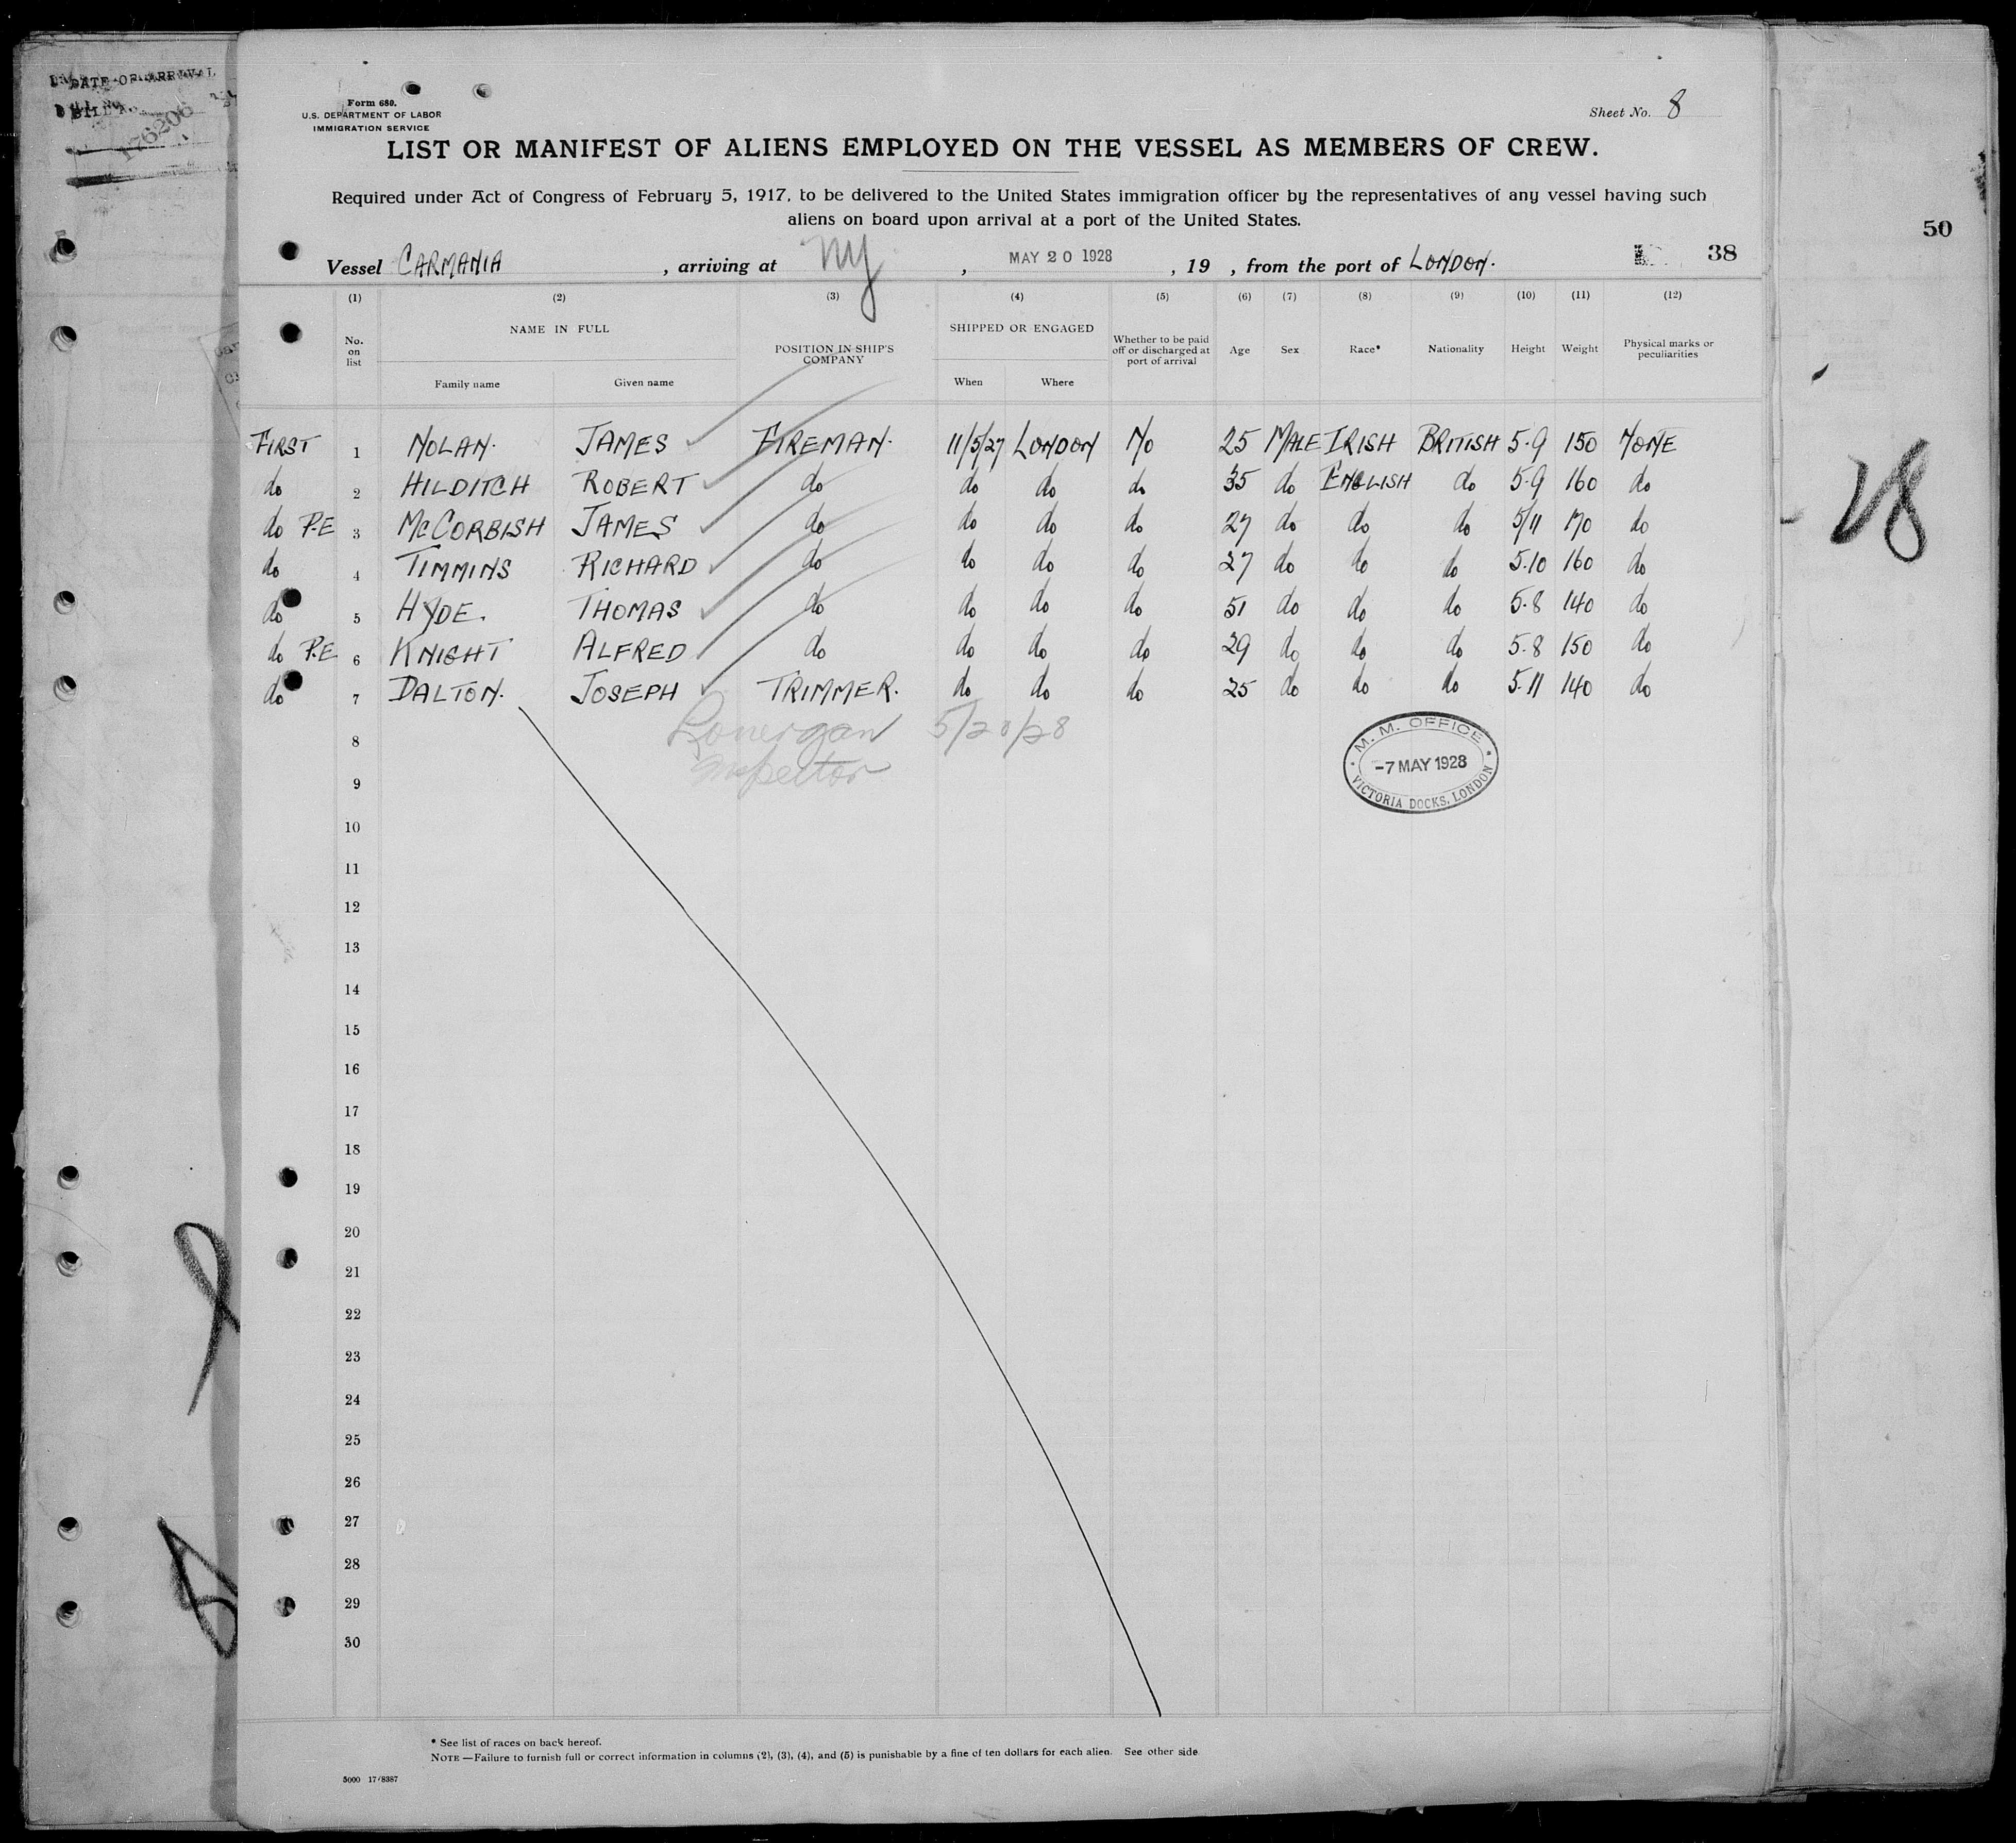 DATE OF ARRIVAL
176206
Form 689.
U.S. DEPARTMENT OF LABOR
IMMIGRATION SERVICE
Sheet No. 8
LIST OR MANIFEST OF ALIENS EMPLOYED ON THE VESSEL AS MEMBERS OF CREW.
Required under Act of Congress of February 5, 1917, to be delivered to the United States immigration officer by the representatives of any vessel having such
aliens on board upon arrival at a port of the United States.
50
38
Vessel CARMANIA, arriving at NY, MAY 20 1928, 19 , from the port of LONDON.
(1) (2) (3) (4) (5) (6) (7) (8) (9) (10) (11) (12)
No. on list NAME IN FULL Family name Given name POSITION IN SHIP'S COMPANY SHIPPED OR ENGAGED When Where Whether to be paid off or discharged at port of arrival Age Sex Race* Nationality Height Weight Physical marks or peculiarities
FIRST 1 NOLAN. JAMES FIREMAN. 11/5/27 LONDON NO 25 MALE IRISH BRITISH 5.9 150 NONE
do 2 HILDITCH ROBERT do do do do 35 do ENGLISH do 5.9 160 do
do P.E 3 McCORBISH JAMES do do do do 27 do do do 5/11 170 do
do 4 TIMMINS RICHARD do do do do 27 do do do 5.10 160 do
do 5 HYDE. THOMAS do do do do 51 do do do 5.8 140 do
do P.E 6 KNIGHT ALFRED do do do do 29 do do do 5.8 150 do
do 7 DALTON. JOSEPH TRIMMER. do do do 25 do do do 5.11 140 do
28
Lonergan 5/20/28
Inspector
M. M. OFFICE
-7 MAY 1928
VICTORIA DOCKS, LONDON
8
9
10
11
12
13
14
15
16
17
18
19
20
21
22
23
24
25
26
27
28
29
30
* See list of races on back hereof.
NOTE—Failure to furnish full or correct information in columns (2), (3), (4), and (5) is punishable by a fine of ten dollars for each alien. See other side
5000 17/8387